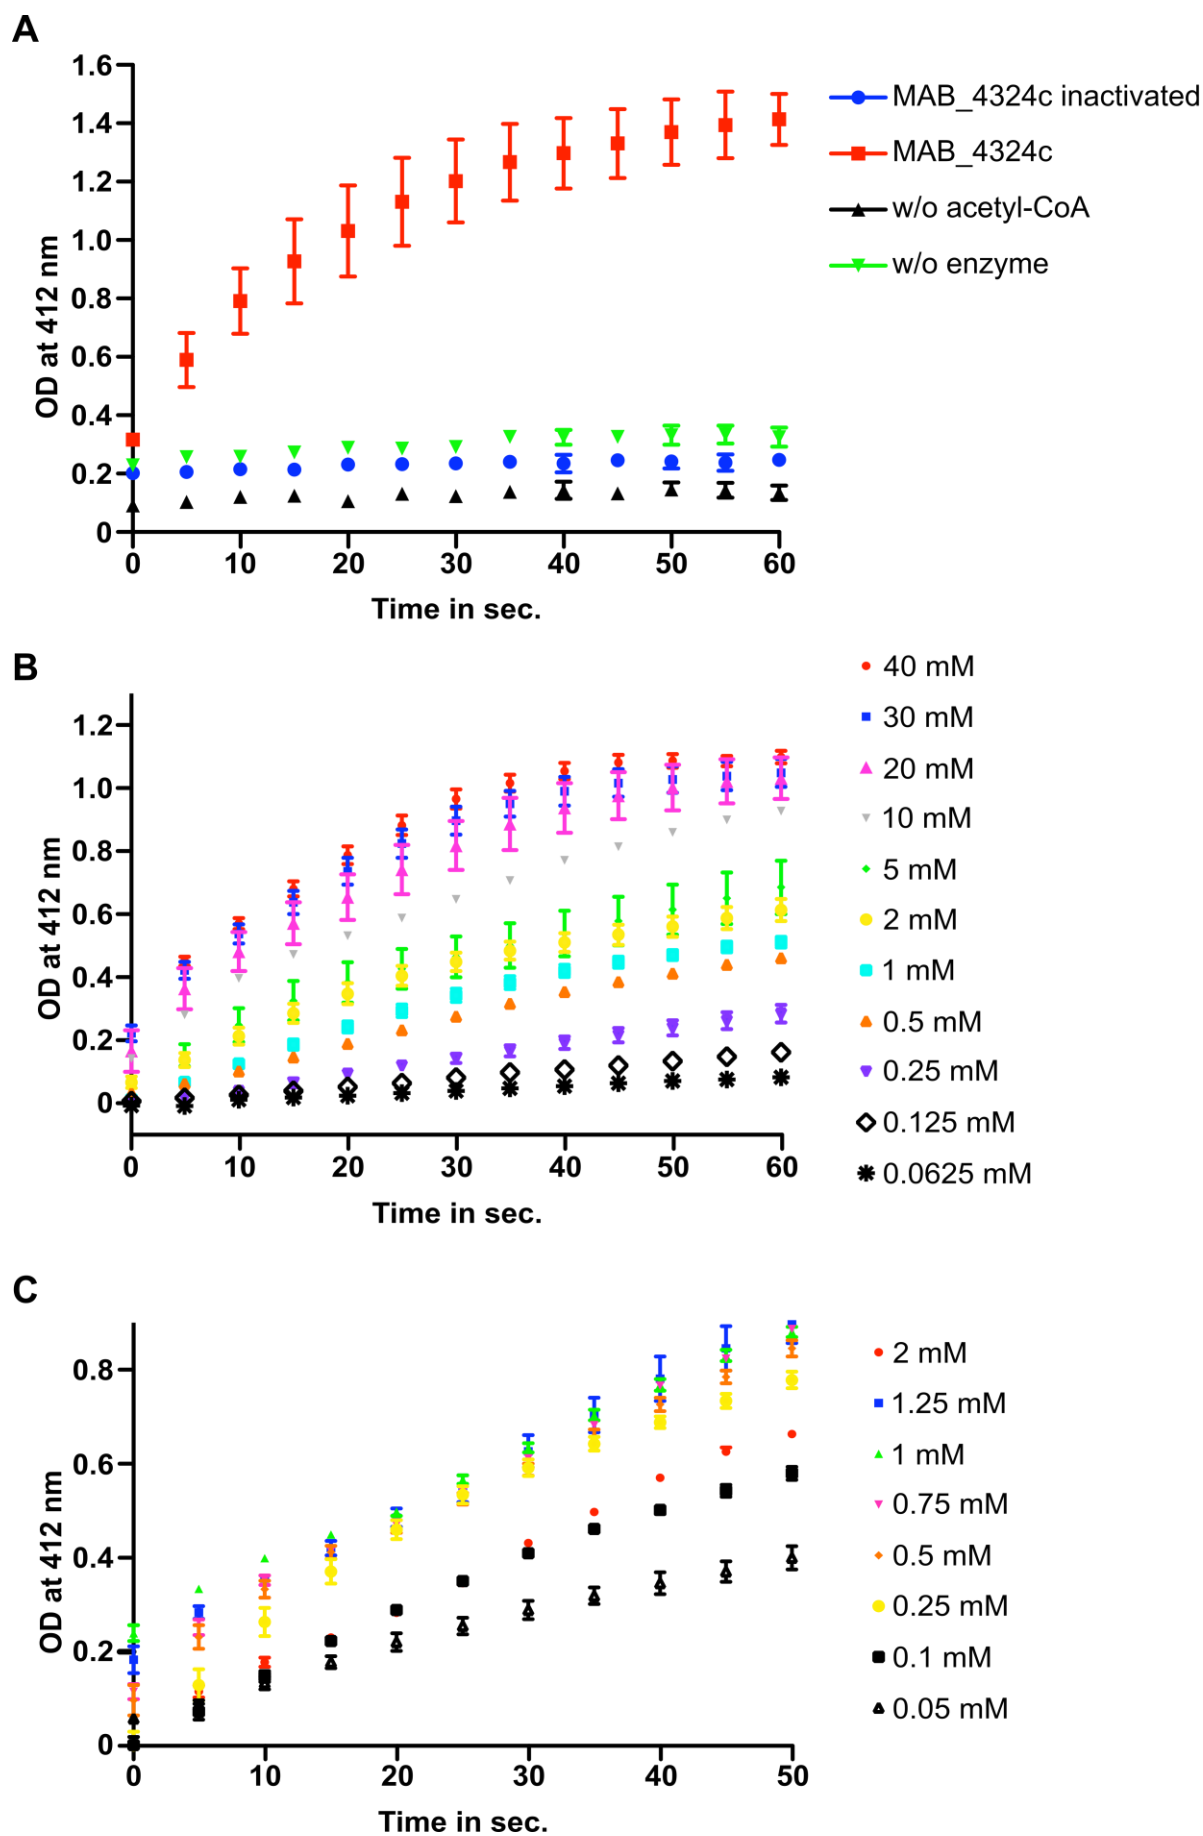 A
1.6
1.4
1.2
1.0
0.8
0.6
0.4
0.2
0
OD at 412 nm
0 10 20 30 40 50 60
Time in sec.
MAB_4324c inactivated
MAB_4324c
w/o acetyl-CoA
w/o enzyme
B
1.2
1.0
0.8
0.6
0.4
0.2
0
OD at 412 nm
0 10 20 30 40 50 60
Time in sec.
40 mM
30 mM
20 mM
10 mM
5 mM
2 mM
1 mM
0.5 mM
0.25 mM
0.125 mM
0.0625 mM
C
0.8
0.6
0.4
0.2
0
OD at 412 nm
0 10 20 30 40 50
Time in sec.
2 mM
1.25 mM
1 mM
0.75 mM
0.5 mM
0.25 mM
0.1 mM
0.05 mM